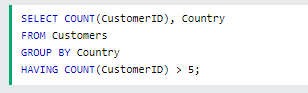 SELECT COUNT(CustomerID), Country
FROM Customers
GROUP BY Country
HAVING COUNT(CustomerID) > 5;